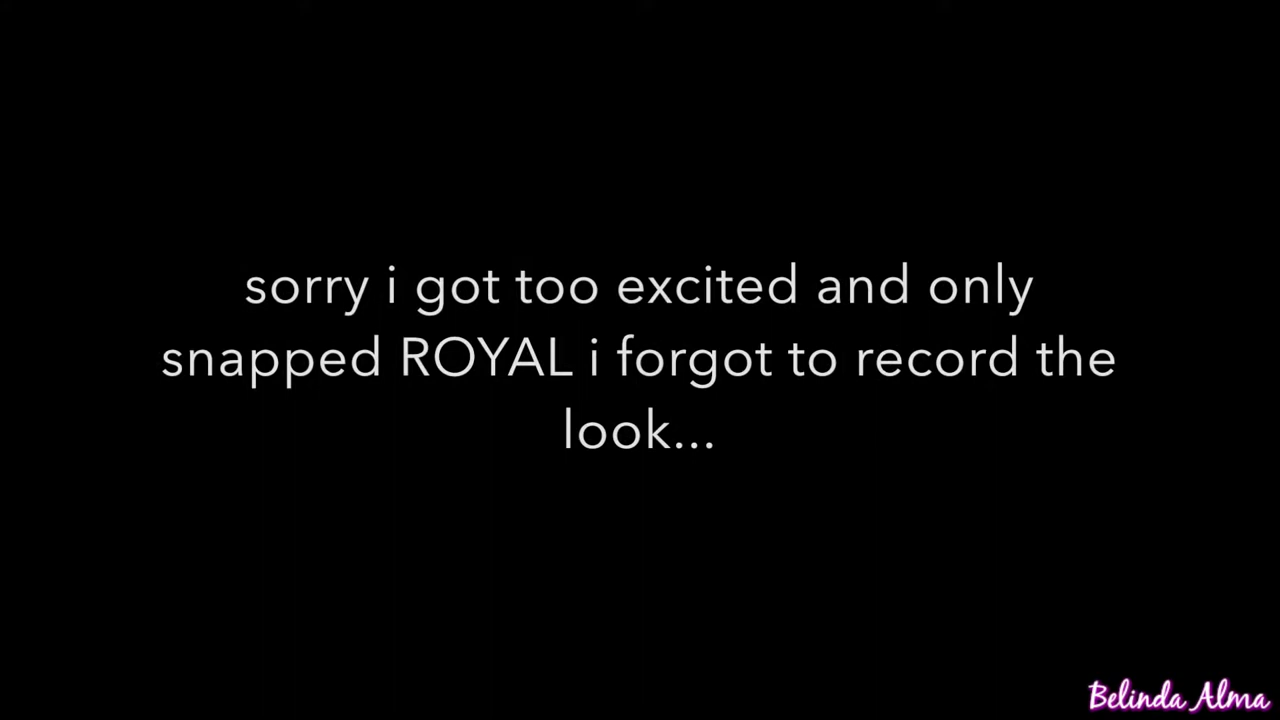 sorry i got too excited and only
snapped ROYAL i forgot to record the
look...
Belinda Alma